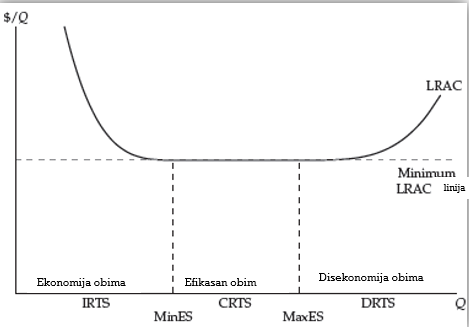 $/Q
LRAC
Minimum
LRAC linija
Ekonomija obima
Efikasan obim
Disekonomija obima
IRTS
CRTS
DRTS
Q
MinES
MaxES